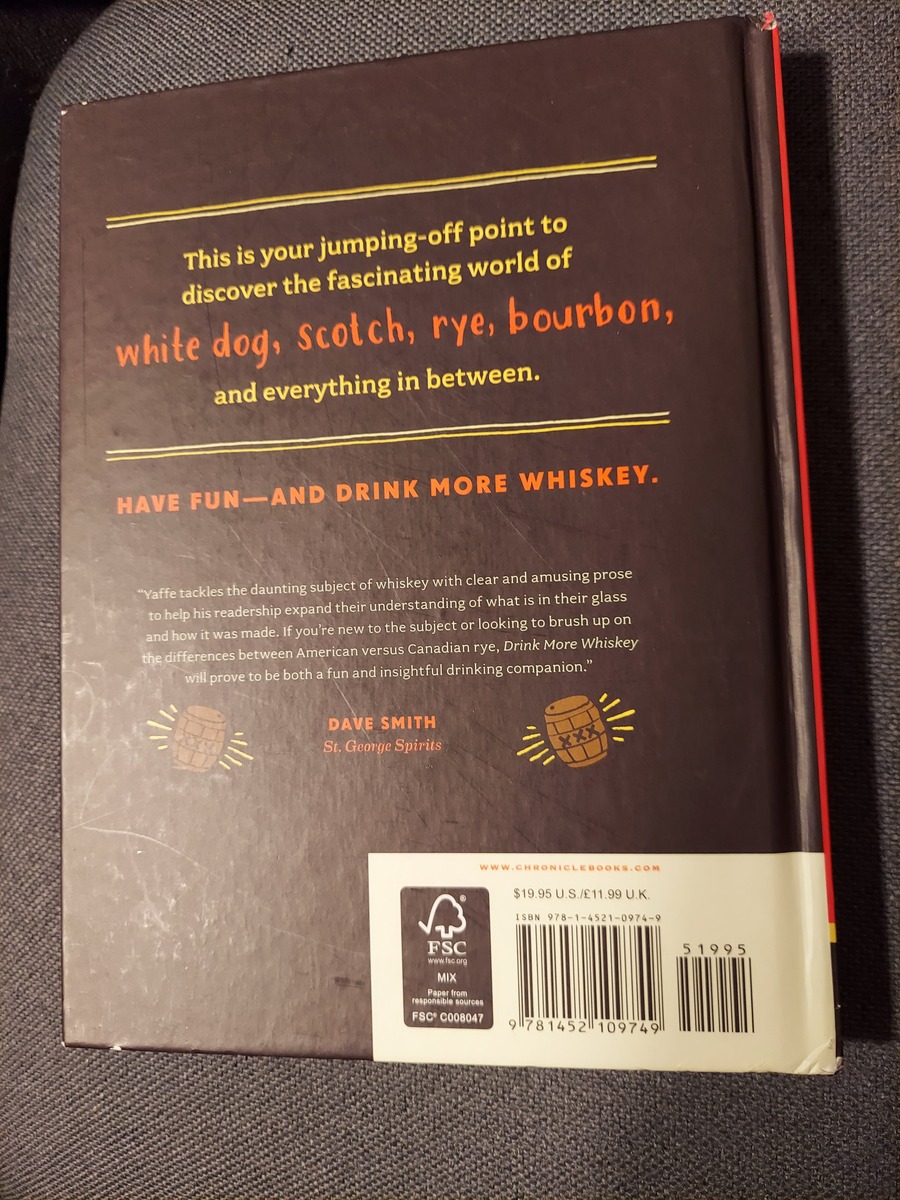 This is your jumping-off point to
discover the fascinating world of
white dog, scotch, rye, bourbon,
and everything in between.
HAVE FUN—AND DRINK MORE WHISKEY.
“Yaffe tackles the daunting subject of whiskey with clear and amusing prose
to help his readership expand their understanding of what is in their glass
and how it was made. If you’re new to the subject or looking to brush up on
the differences between American versus Canadian rye, Drink More Whiskey
will prove to be both a fun and insightful drinking companion.”
DAVE SMITH
St. George Spirits
XXX
WWW.CHRONICLEBOOKS.COM
$19.95 U.S./£11.99 U.K.
ISBN 978-1-4521-0974-9
51995
9 781452 109749
®
FSC
www.fsc.org
MIX
Paper from
responsible sources
FSC® C008047